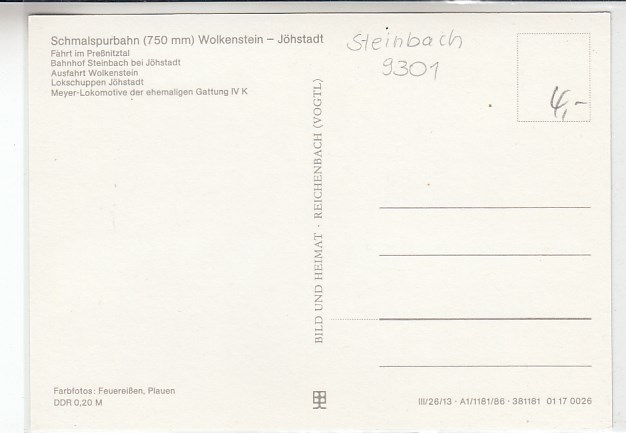 Schmalspurbahn (750 mm) Wolkenstein – Jöhstadt
Fahrt im Preßnitztal
Bahnhof Steinbach bei Jöhstadt
Ausfahrt Wolkenstein
Lokschuppen Jöhstadt
Meyer-Lokomotive der ehemaligen Gattung IV K
Steinbach
9301
4,-
BILD UND HEIMAT · REICHENBACH (VOGTL)
Farbfotos: Feuereißen, Plauen
DDR 0,20 M
III/26/13 · A1/1181/86 · 381181 01 17 0026